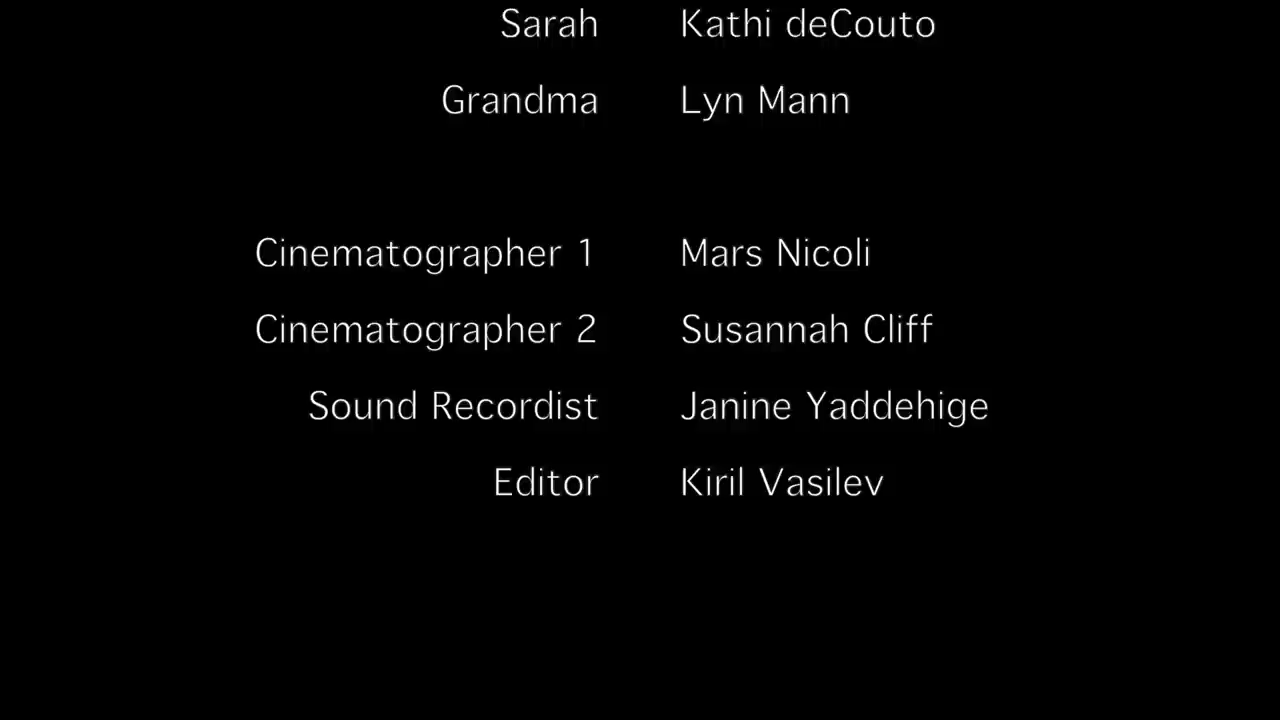 Sarah Kathi deCouto
Grandma Lyn Mann
Cinematographer 1 Mars Nicoli
Cinematographer 2 Susannah Cliff
Sound Recordist Janine Yaddehige
Editor Kiril Vasilev